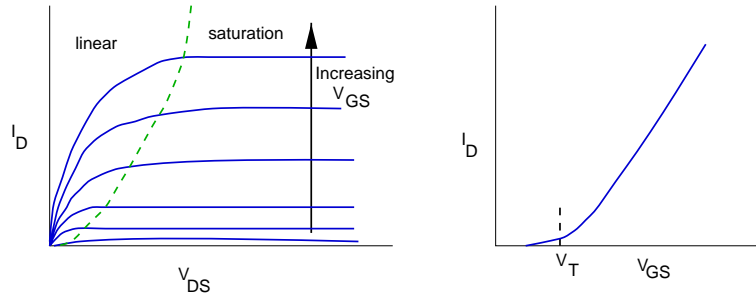 linear
saturation
Increasing
V_GS
I_D
V_DS
I_D
V_T
V_GS